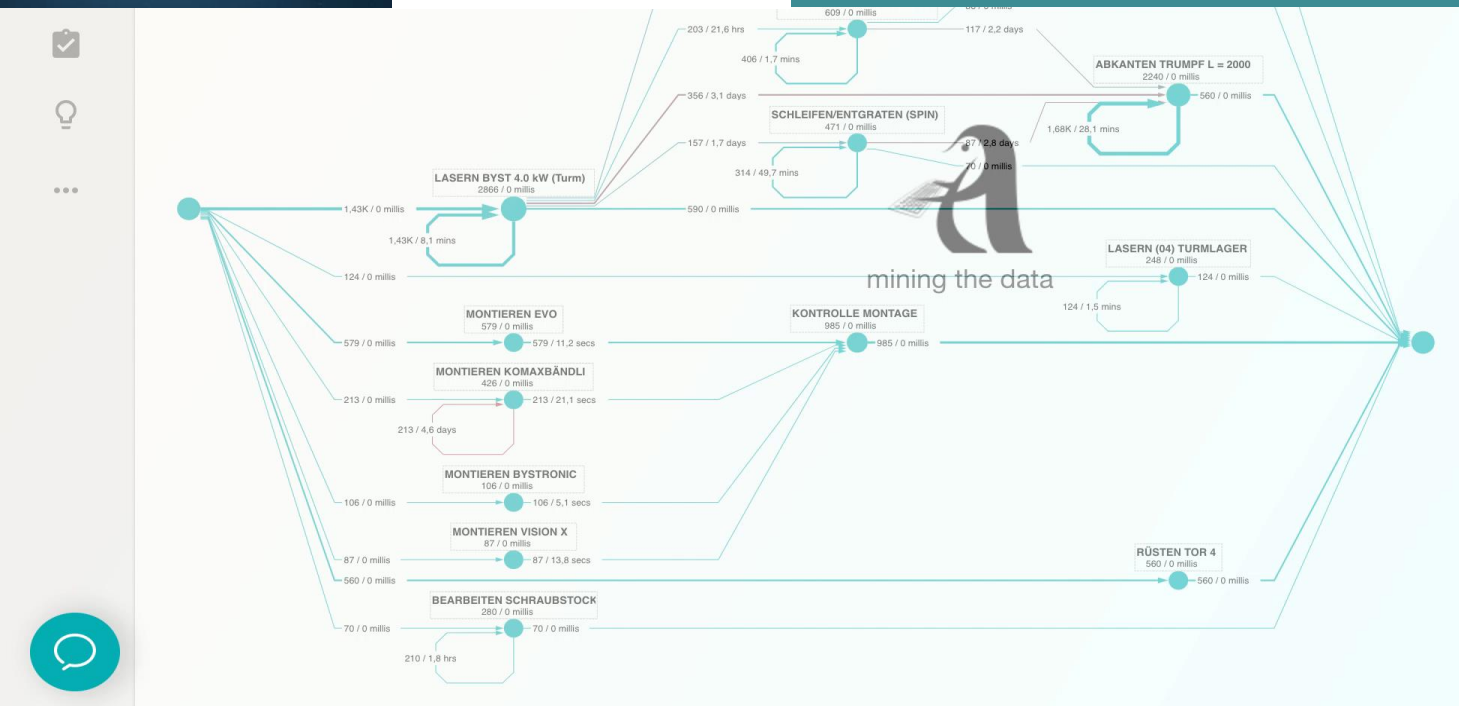 609 / 0 millis
203 / 21,6 hrs
117 / 2,2 days
406 / 1,7 mins
ABKANTEN TRUMPF L = 2000
2240 / 0 millis
356 / 3,1 days
560 / 0 millis
SCHLEIFEN/ENTGRATEN (SPIN)
471 / 0 millis
1,68K / 28,1 mins
157 / 1,7 days
87 / 2,8 days
70 / 0 millis
314 / 49,7 mins
LASERN BYST 4.0 kW (Turm)
2866 / 0 millis
1,43K / 0 millis
590 / 0 millis
1,43K / 8,1 mins
LASERN (04) TURMLAGER
248 / 0 millis
124 / 0 millis
124 / 0 millis
mining the data
124 / 1,5 mins
MONTIEREN EVO
579 / 0 millis
KONTROLLE MONTAGE
985 / 0 millis
579 / 0 millis
579 / 11,2 secs
985 / 0 millis
MONTIEREN KOMAXBÄNDLI
426 / 0 millis
213 / 0 millis
213 / 21,1 secs
213 / 4,6 days
MONTIEREN BYSTRONIC
106 / 0 millis
106 / 0 millis
106 / 5,1 secs
MONTIEREN VISION X
87 / 0 millis
87 / 0 millis
87 / 13,8 secs
RÜSTEN TOR 4
560 / 0 millis
560 / 0 millis
560 / 0 millis
BEARBEITEN SCHRAUBSTOCK
280 / 0 millis
70 / 0 millis
70 / 0 millis
210 / 1,8 hrs